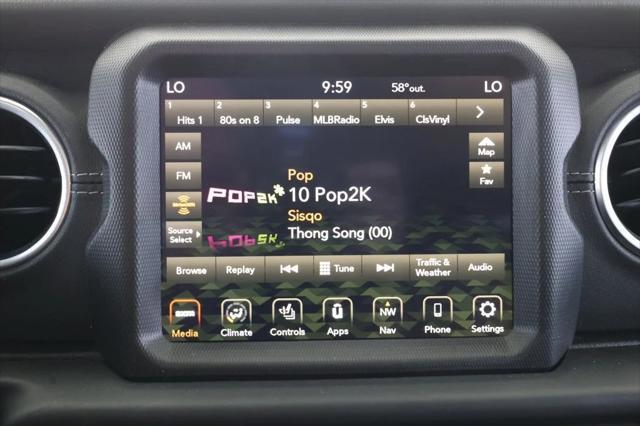 LO 9:59 58°out. LO
1 2 3 4 5 6
Hits 1 80s on 8 Pulse MLBRadio Elvis ClsVinyl
AM
Map
Pop
FM
Fav
POP2K 10 Pop2K
Sisqo
Source
Select
Thong Song (00)
Browse Replay Tune Traffic &
Weather Audio
NW
Media Climate Controls Apps Nav Phone Settings